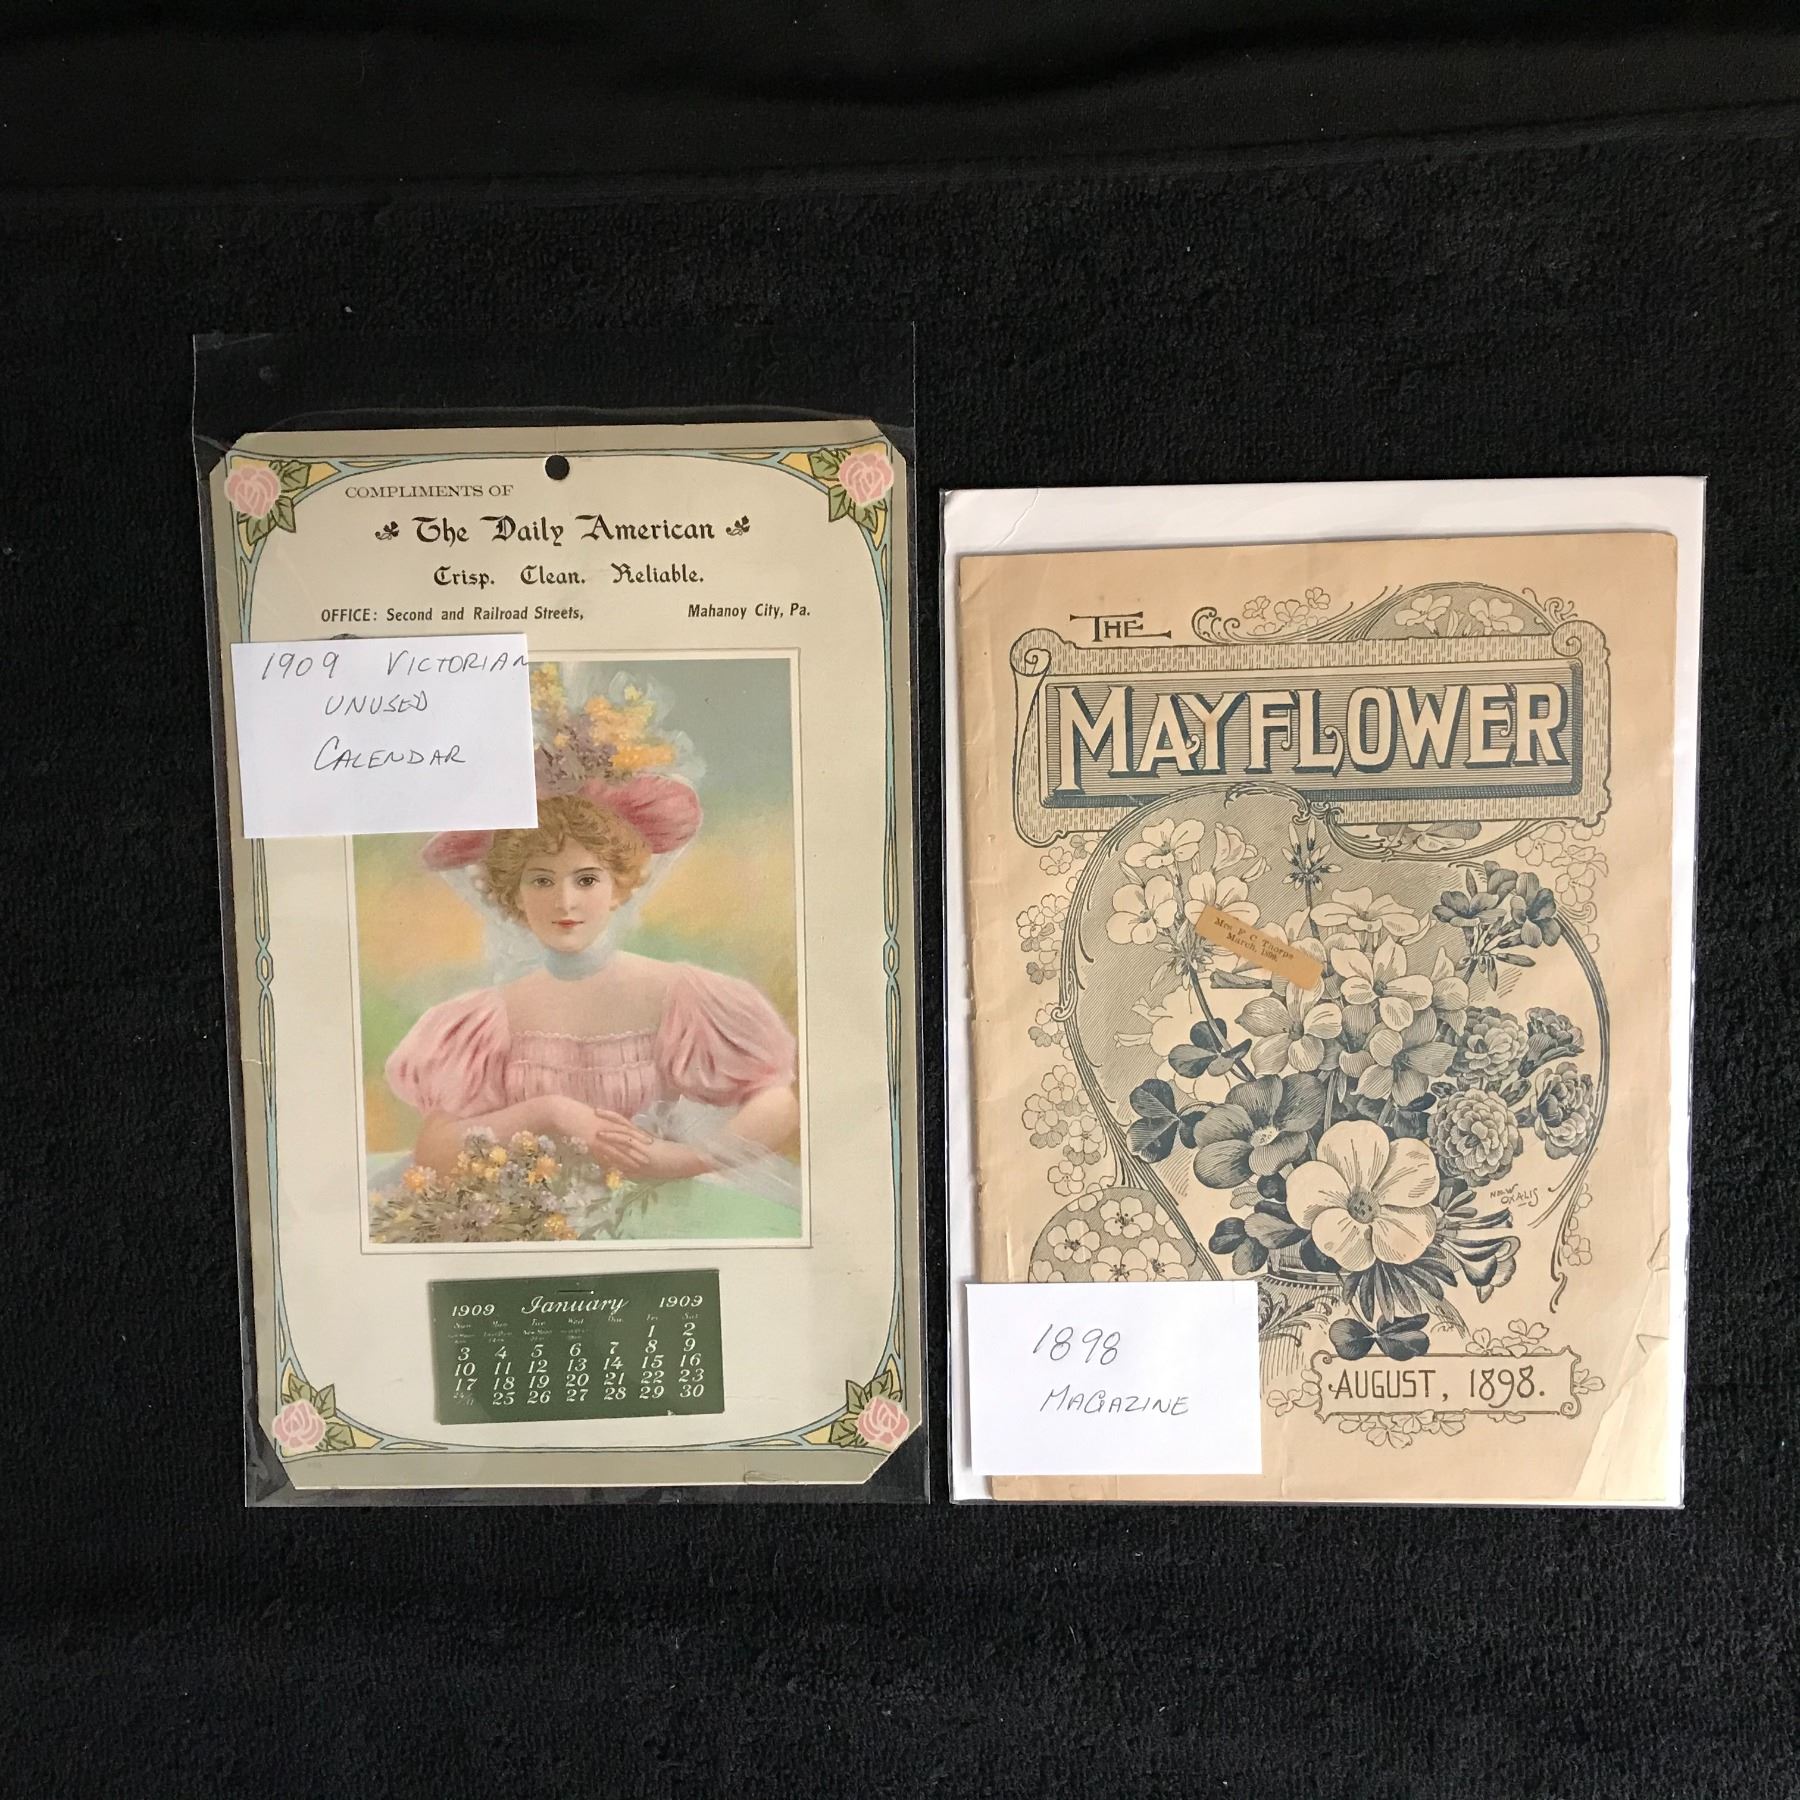 COMPLIMENTS OF
The Daily American
Crisp. Clean. Reliable.
OFFICE: Second and Railroad Streets, Mahanoy City, Pa.
1909 VICTORIAN
UNUSED
CALENDAR
1909 January 1909
1 2
3 4 5 6 7 8 9
10 11 12 13 14 15 16
17 18 19 20 21 22 23
25 26 27 28 29 30
THE
MAYFLOWER
Mrs F C Thorpe
March,
NEW
OXALIS
1898
MAGAZINE
AUGUST, 1898.